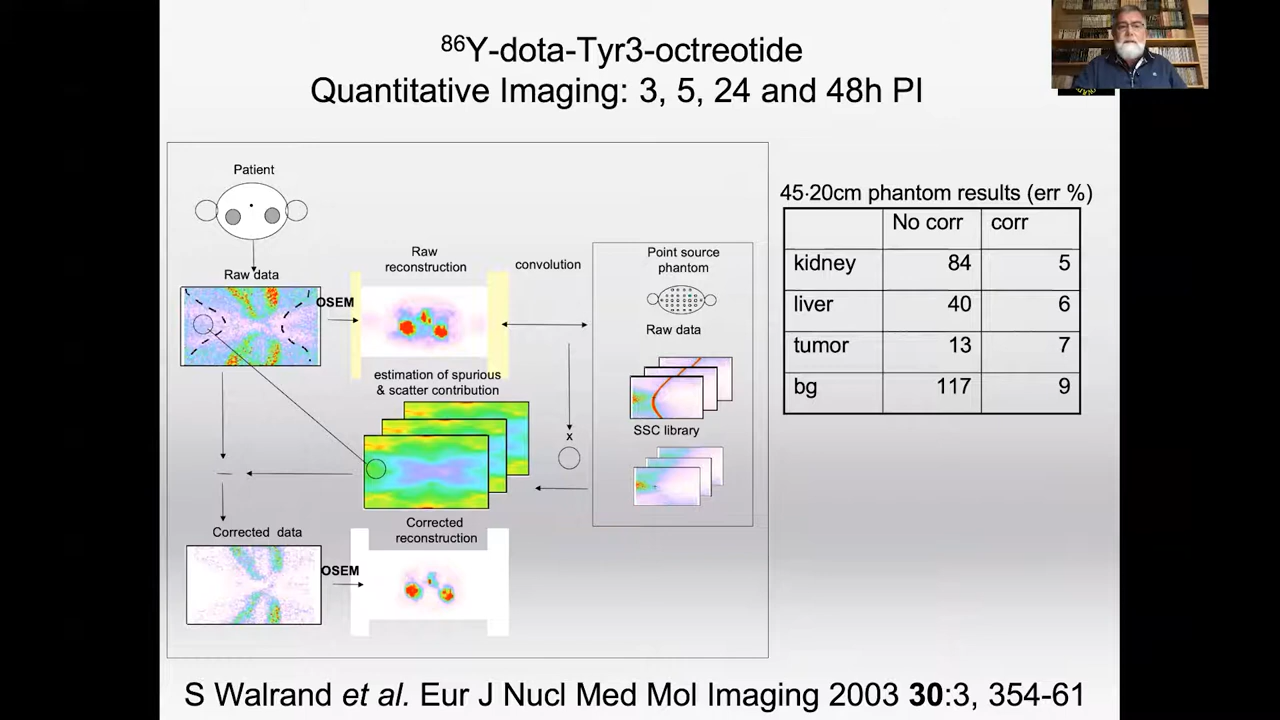 ⁸⁶Y-dota-Tyr3-octreotide
Quantitative Imaging: 3, 5, 24 and 48h PI
Patient
Raw data
OSEM
Raw
reconstruction
convolution
Point source
phantom
Raw data
SSC library
x
estimation of spurious
& scatter contribution
Corrected data
OSEM
Corrected
reconstruction
45·20cm phantom results (err %)
No corr corr
kidney 84 5
liver 40 6
tumor 13 7
bg 117 9
S Walrand et al. Eur J Nucl Med Mol Imaging 2003 30:3, 354-61